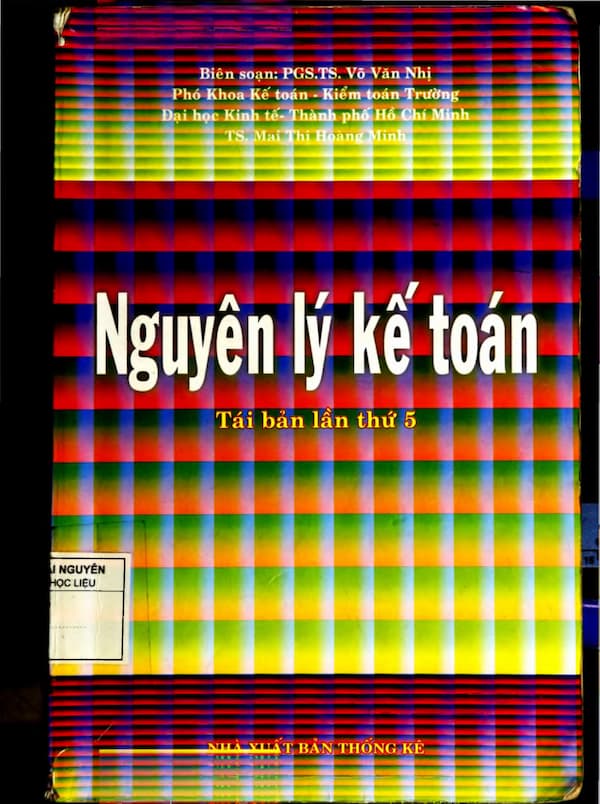 Biên soạn: PGS.TS. Võ Văn Nhị
Phó Khoa Kế toán - Kiểm toán Trường
Đại học Kinh tế- Thành phố Hồ Chí Minh
TS. Mai Thị Hoàng Minh
Nguyên lý kế toán
Tái bản lần thứ 5
ÁI NGUYÊN
HỌC LIỆU
NHÀ XUẤT BẢN THỐNG KÊ